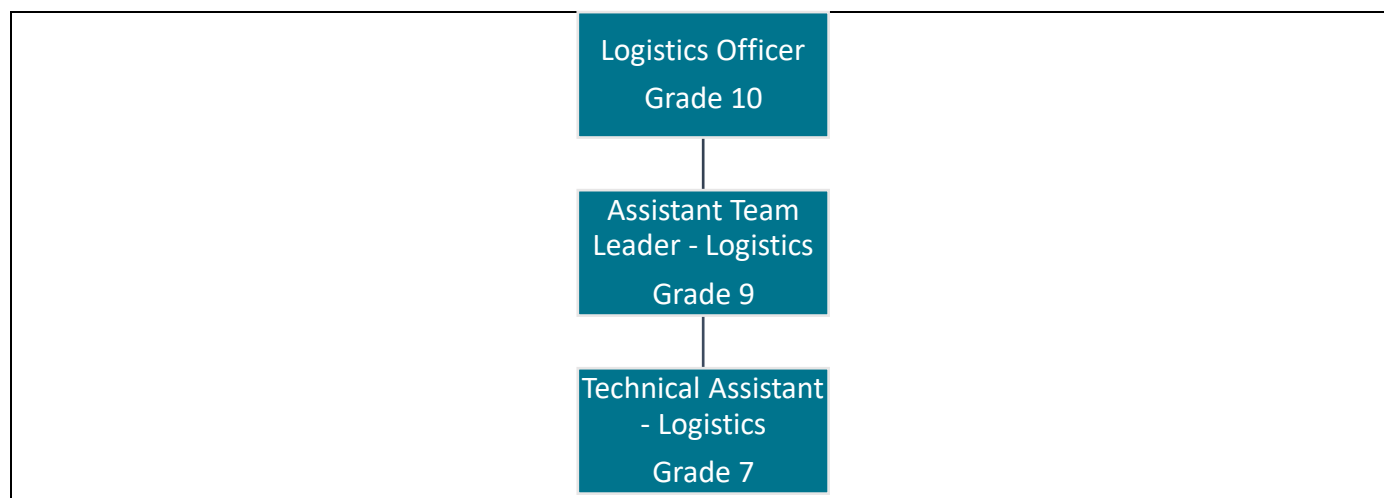 Logistics Officer
Grade 10
Assistant Team
Leader - Logistics
Grade 9
Technical Assistant
- Logistics
Grade 7